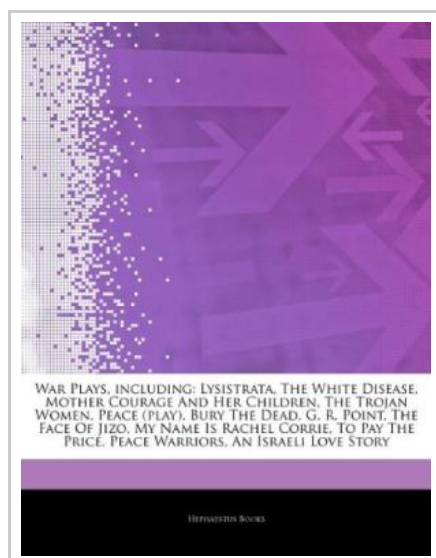 War Plays, including: Lysistrata, The White Disease,
Mother Courage And Her Children, The Trojan
Women, Peace (play), Bury The Dead, G. R. Point, The
Face Of Jizo, My Name Is Rachel Corrie, To Pay The
Price, Peace Warriors, An Israeli Love Story
Hephaestus Books